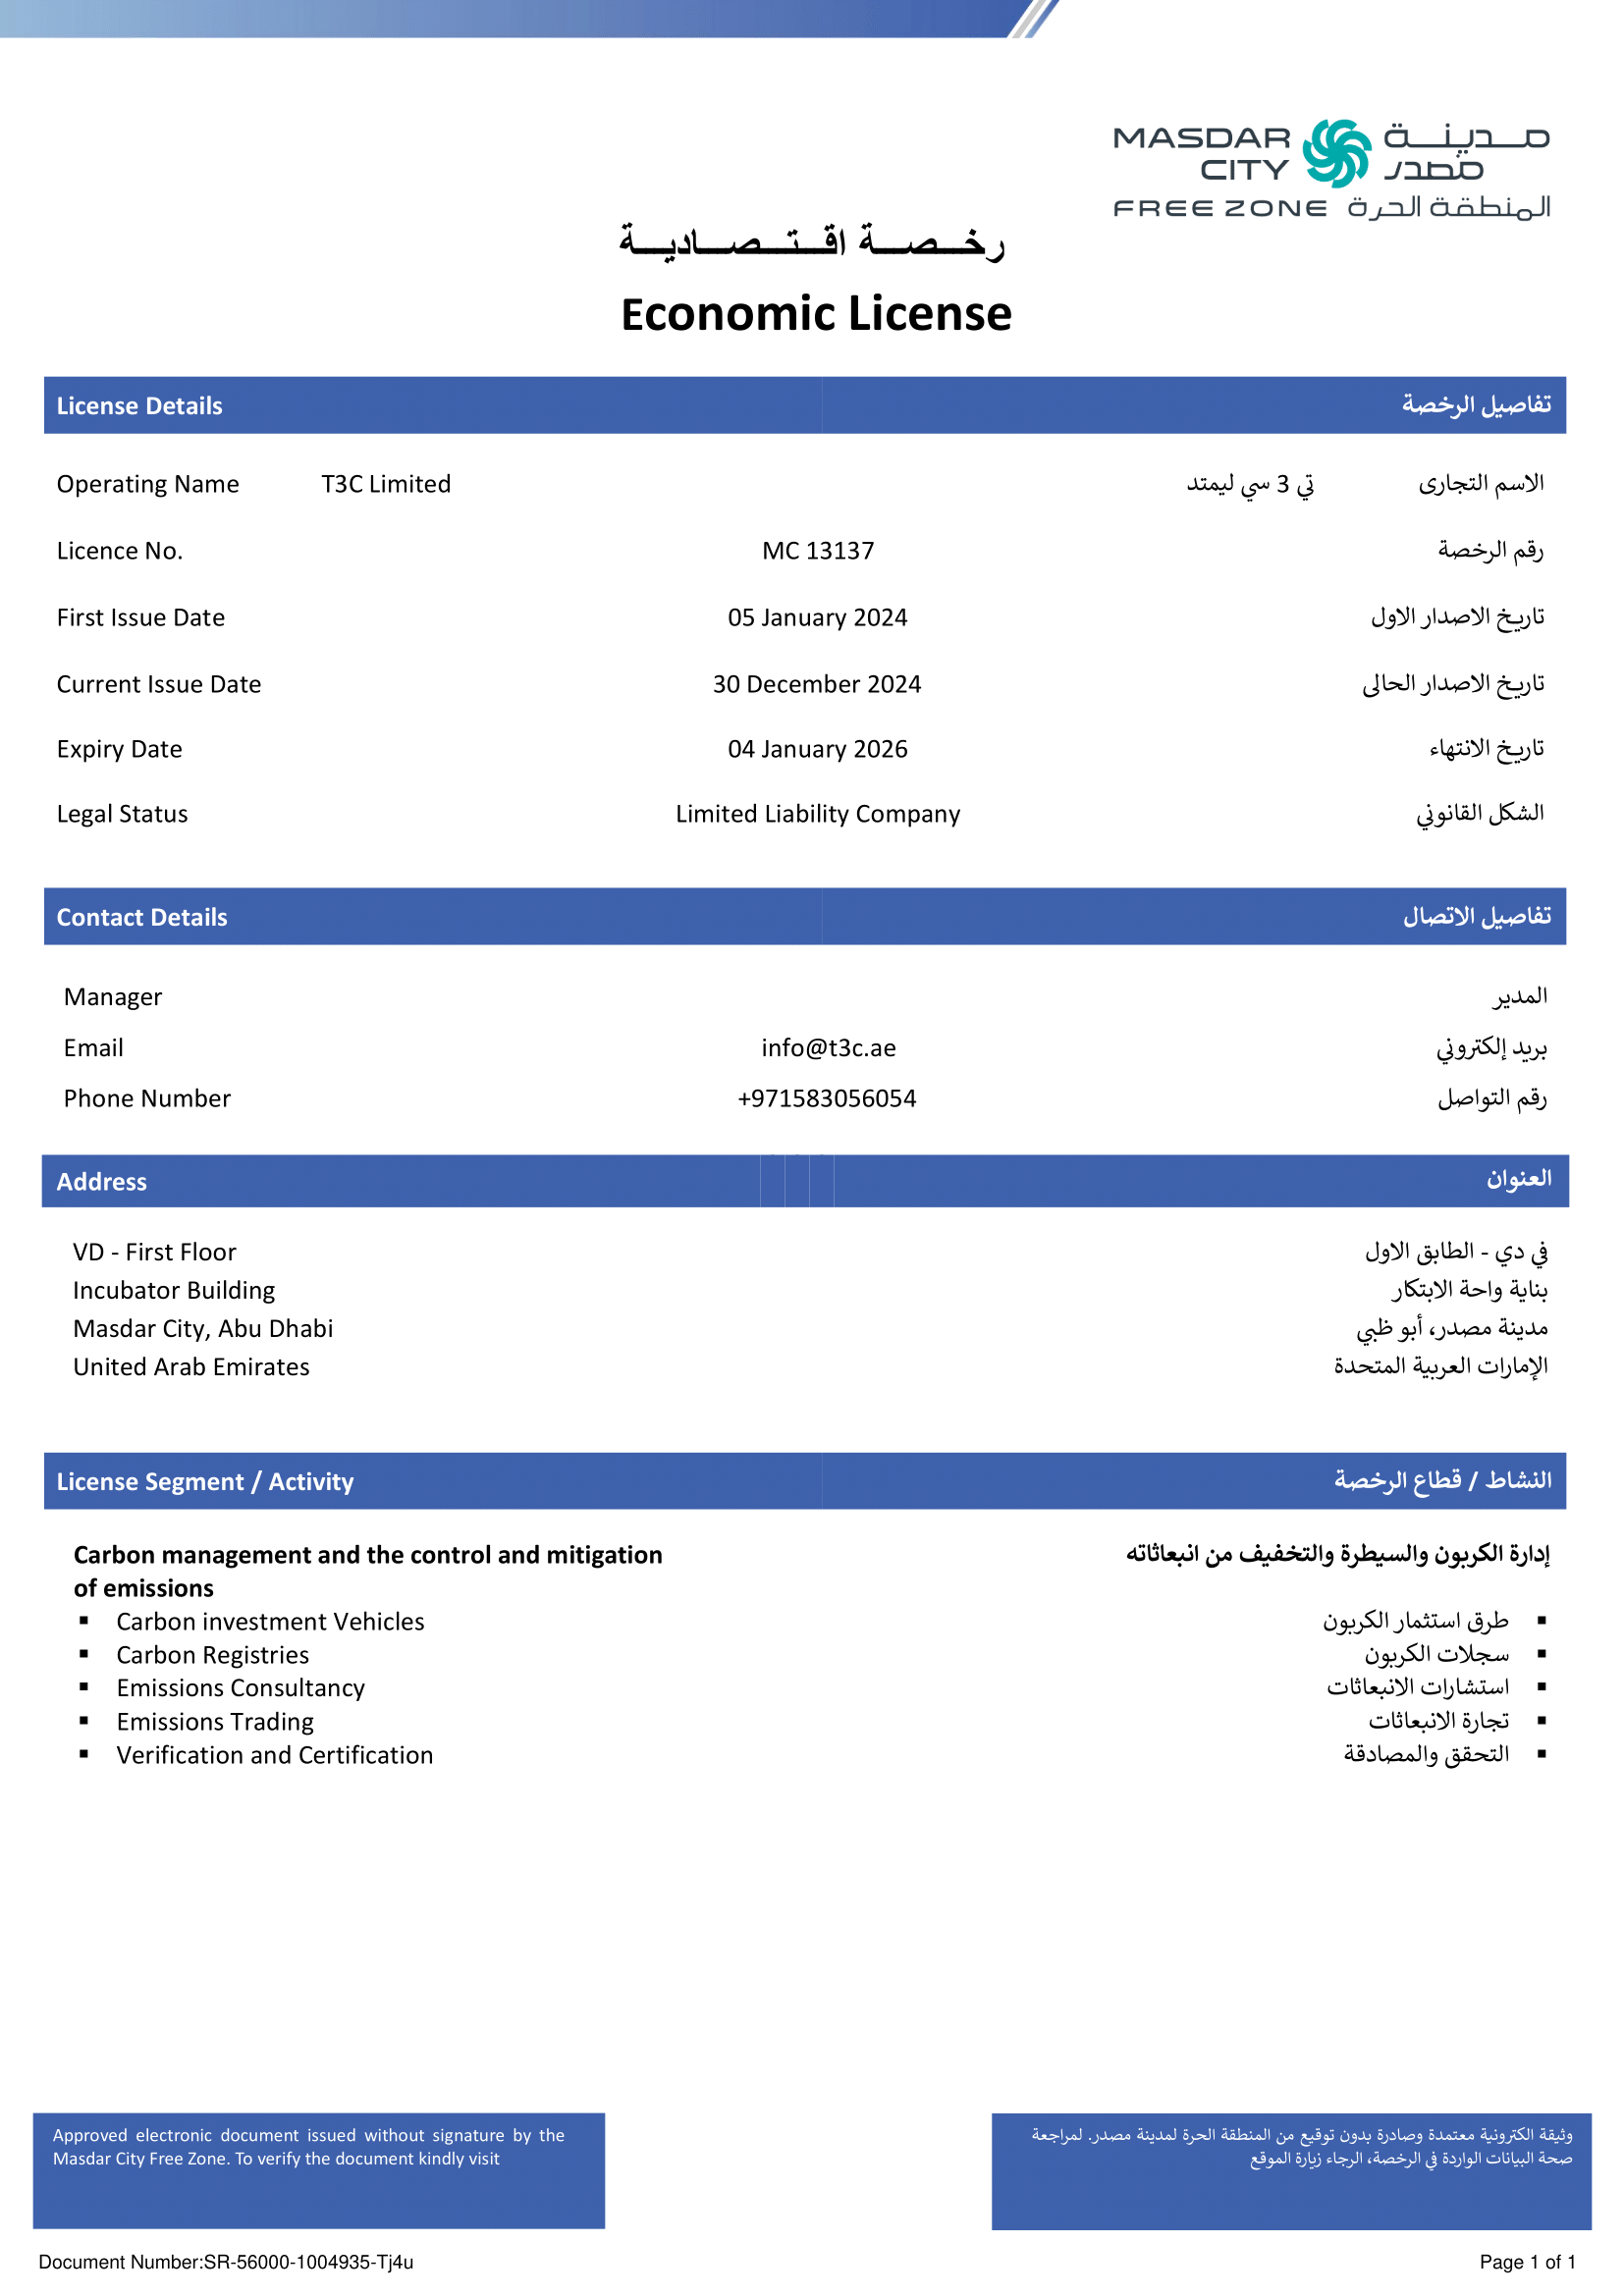 MASDAR CITY مدينة مصدر
FREE ZONE المنطقة الحرة
رخصة اقتصادية
Economic License
License Details تفاصيل الرخصة
Operating Name T3C Limited تي 3 سي ليمتد الاسم التجارى
Licence No. MC 13137 رقم الرخصة
First Issue Date 05 January 2024 تاريخ الاصدار الاول
Current Issue Date 30 December 2024 تاريخ الاصدار الحالى
Expiry Date 04 January 2026 تاريخ الانتهاء
Legal Status Limited Liability Company الشكل القانوني
Contact Details تفاصيل الاتصال
Manager المدير
Email info@t3c.ae بريد إلكتروني
Phone Number +971583056054 رقم التواصل
Address العنوان
VD - First Floor في دي - الطابق الاول
Incubator Building بناية واحة الابتكار
Masdar City, Abu Dhabi مدينة مصدر، أبو ظبي
United Arab Emirates الإمارات العربية المتحدة
License Segment / Activity النشاط / قطاع الرخصة
Carbon management and the control and mitigation إدارة الكربون والسيطرة والتخفيف من انبعاثاته
of emissions
▪ Carbon investment Vehicles ▪ طرق استثمار الكربون
▪ Carbon Registries ▪ سجلات الكربون
▪ Emissions Consultancy ▪ استشارات الانبعاثات
▪ Emissions Trading ▪ تجارة الانبعاثات
▪ Verification and Certification ▪ التحقق والمصادقة
Approved electronic document issued without signature by the
Masdar City Free Zone. To verify the document kindly visit
وثيقة الكترونية معتمدة وصادرة بدون توقيع من المنطقة الحرة لمدينة مصدر. لمراجعة
صحة البيانات الواردة في الرخصة، الرجاء زيارة الموقع
Document Number:SR-56000-1004935-Tj4u Page 1 of 1